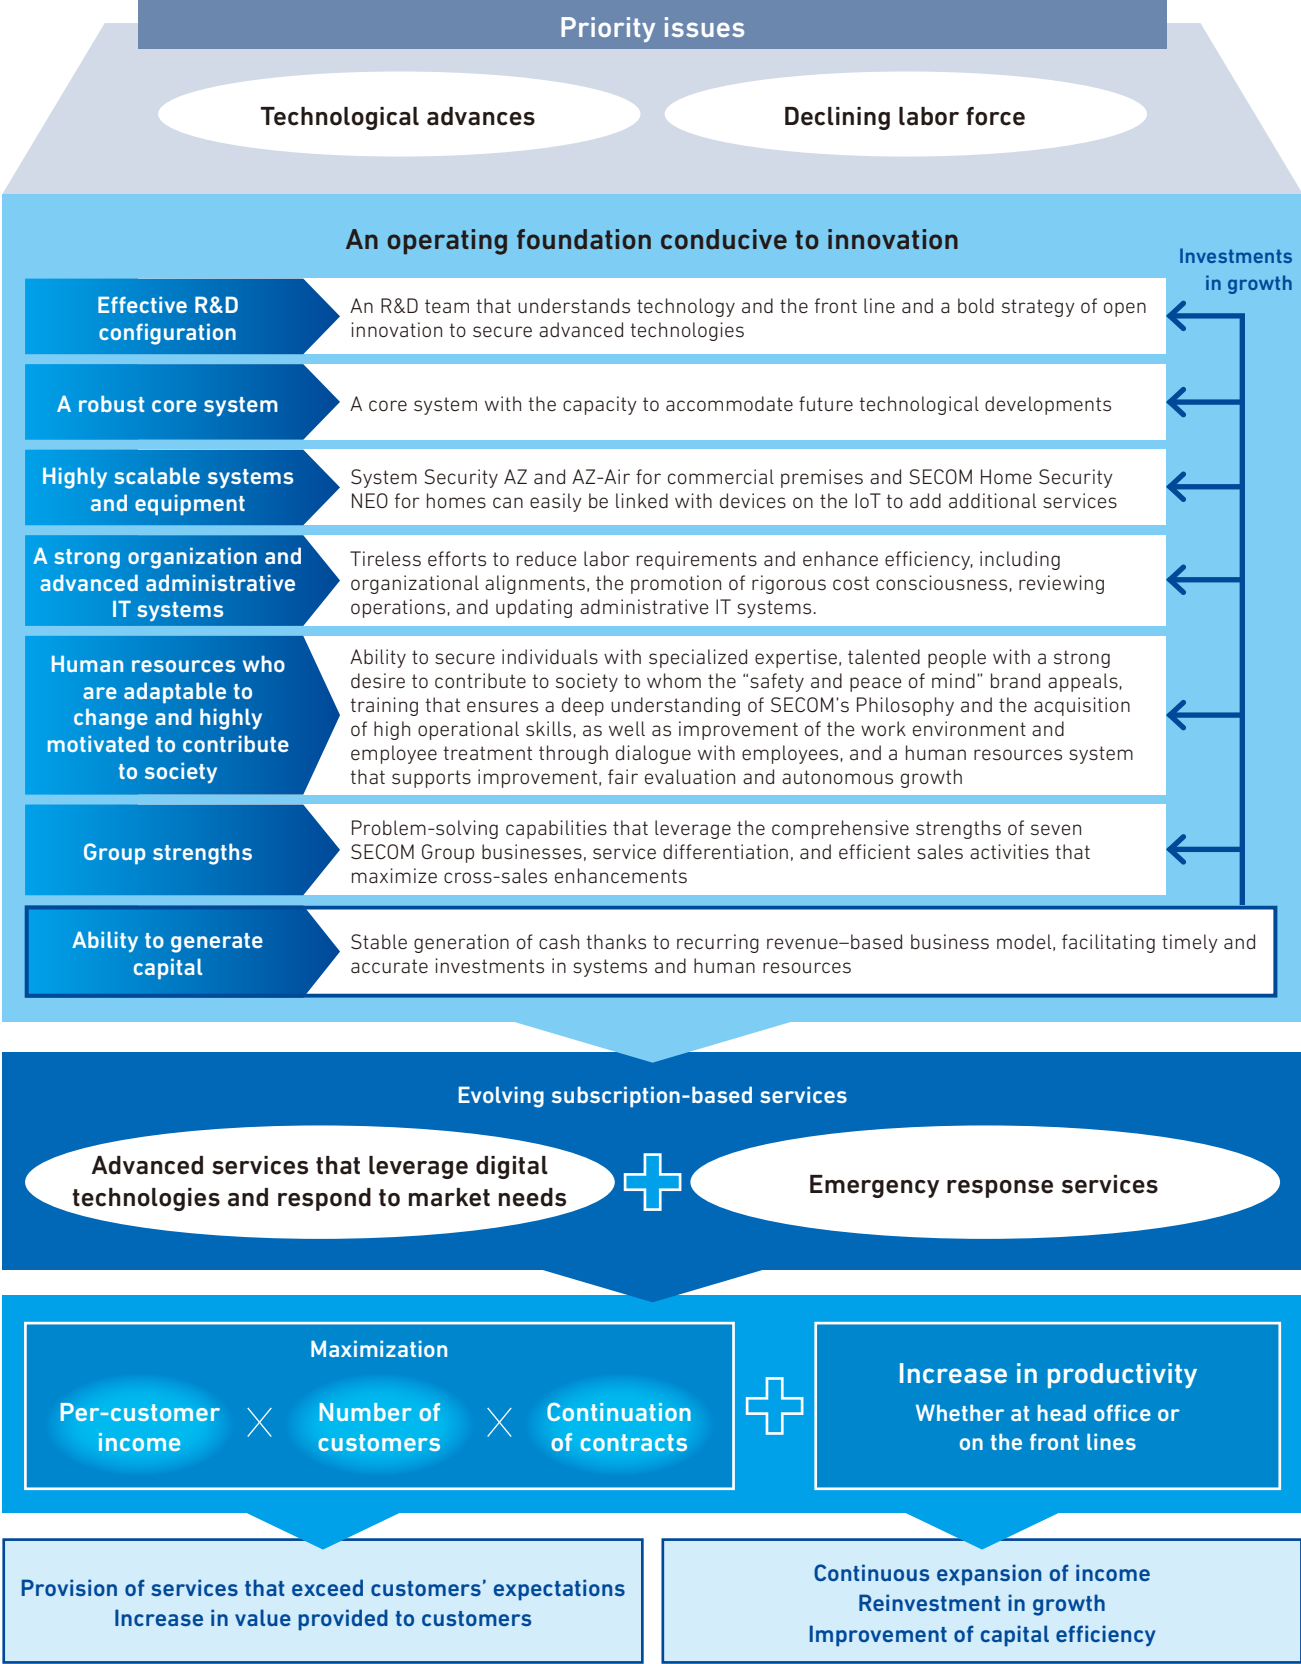 Priority issues
Technological advances
Declining labor force
An operating foundation conducive to innovation
Investments
in growth
Effective R&D
configuration
An R&D team that understands technology and the front line and a bold strategy of open
innovation to secure advanced technologies
A robust core system
A core system with the capacity to accommodate future technological developments
Highly scalable systems
and equipment
System Security AZ and AZ-Air for commercial premises and SECOM Home Security
NEO for homes can easily be linked with devices on the IoT to add additional services
A strong organization and
advanced administrative
IT systems
Tireless efforts to reduce labor requirements and enhance efficiency, including
organizational alignments, the promotion of rigorous cost consciousness, reviewing
operations, and updating administrative IT systems.
Human resources who
are adaptable to
change and highly
motivated to contribute
to society
Ability to secure individuals with specialized expertise, talented people with a strong
desire to contribute to society to whom the “safety and peace of mind” brand appeals,
training that ensures a deep understanding of SECOM’s Philosophy and the acquisition
of high operational skills, as well as improvement of the work environment and
employee treatment through dialogue with employees, and a human resources system
that supports improvement, fair evaluation and autonomous growth
Group strengths
Problem-solving capabilities that leverage the comprehensive strengths of seven
SECOM Group businesses, service differentiation, and efficient sales activities that
maximize cross-sales enhancements
Ability to generate
capital
Stable generation of cash thanks to recurring revenue–based business model, facilitating timely and
accurate investments in systems and human resources
Evolving subscription-based services
Advanced services that leverage digital
technologies and respond to market needs
Emergency response services
Maximization
Per-customer
income
Number of
customers
Continuation
of contracts
Increase in productivity
Whether at head office or
on the front lines
Provision of services that exceed customers’ expectations
Increase in value provided to customers
Continuous expansion of income
Reinvestment in growth
Improvement of capital efficiency